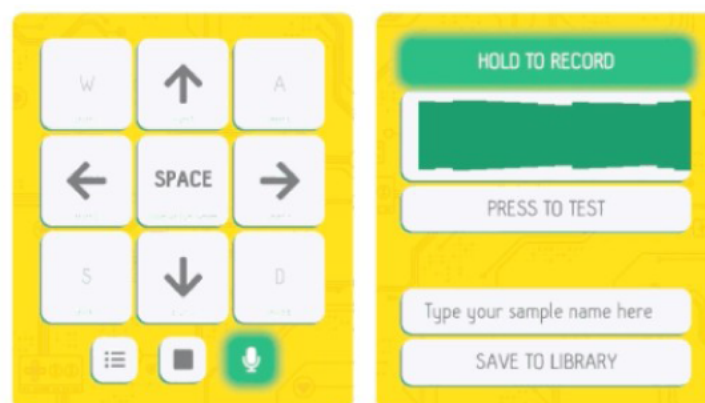 W
A
SPACE
S
D
HOLD TO RECORD
PRESS TO TEST
Type your sample name here
SAVE TO LIBRARY